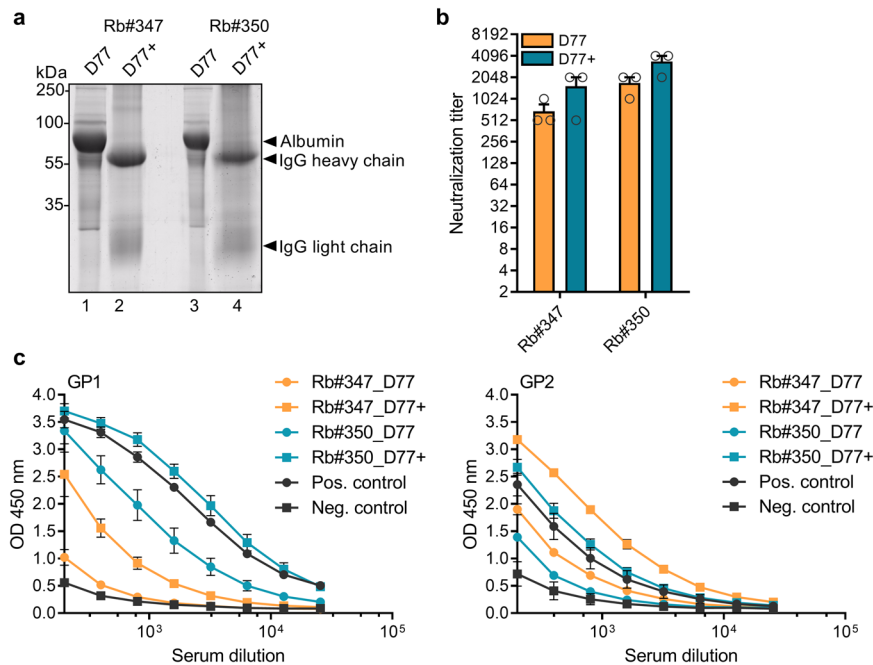 a
Rb#347
Rb#350
D77
D77+
D77
D77+
kDa
250
100
55
35
Albumin
IgG heavy chain
IgG light chain
1
2
3
4
b
D77
D77+
Neutralization titer
8192
4096
2048
1024
512
256
128
64
32
16
8
4
2
Rb#347
Rb#350
c
GP1
OD 450 nm
4.0
3.5
3.0
2.5
2.0
1.5
1.0
0.5
0.0
10³
10⁴
10⁵
Serum dilution
Rb#347_D77
Rb#347_D77+
Rb#350_D77
Rb#350_D77+
Pos. control
Neg. control
GP2
OD 450 nm
4.0
3.5
3.0
2.5
2.0
1.5
1.0
0.5
0.0
10³
10⁴
10⁵
Serum dilution
Rb#347_D77
Rb#347_D77+
Rb#350_D77
Rb#350_D77+
Pos. control
Neg. control